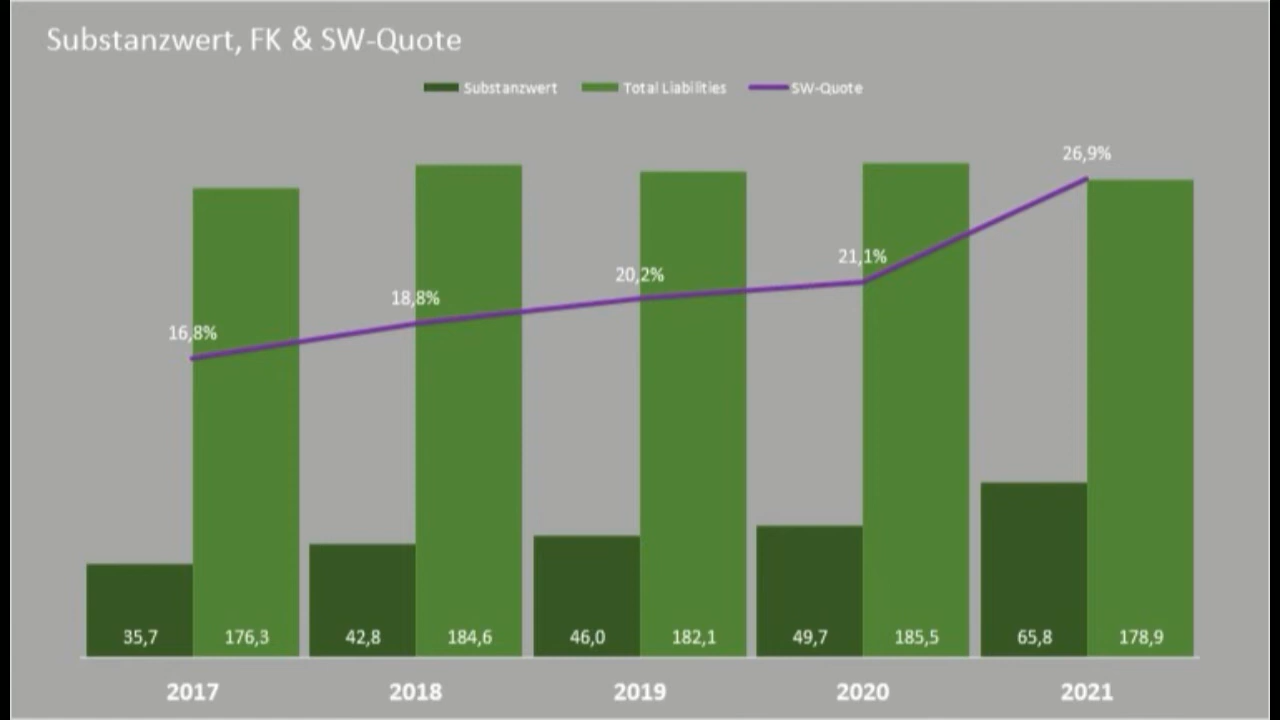 Substanzwert, FK & SW-Quote
Substanzwert Total Liabilities SW-Quote
26,9%
21,1%
20,2%
18,8%
16,8%
35,7 176,3 42,8 184,6 46,0 182,1 49,7 185,5 65,8 178,9
2017 2018 2019 2020 2021